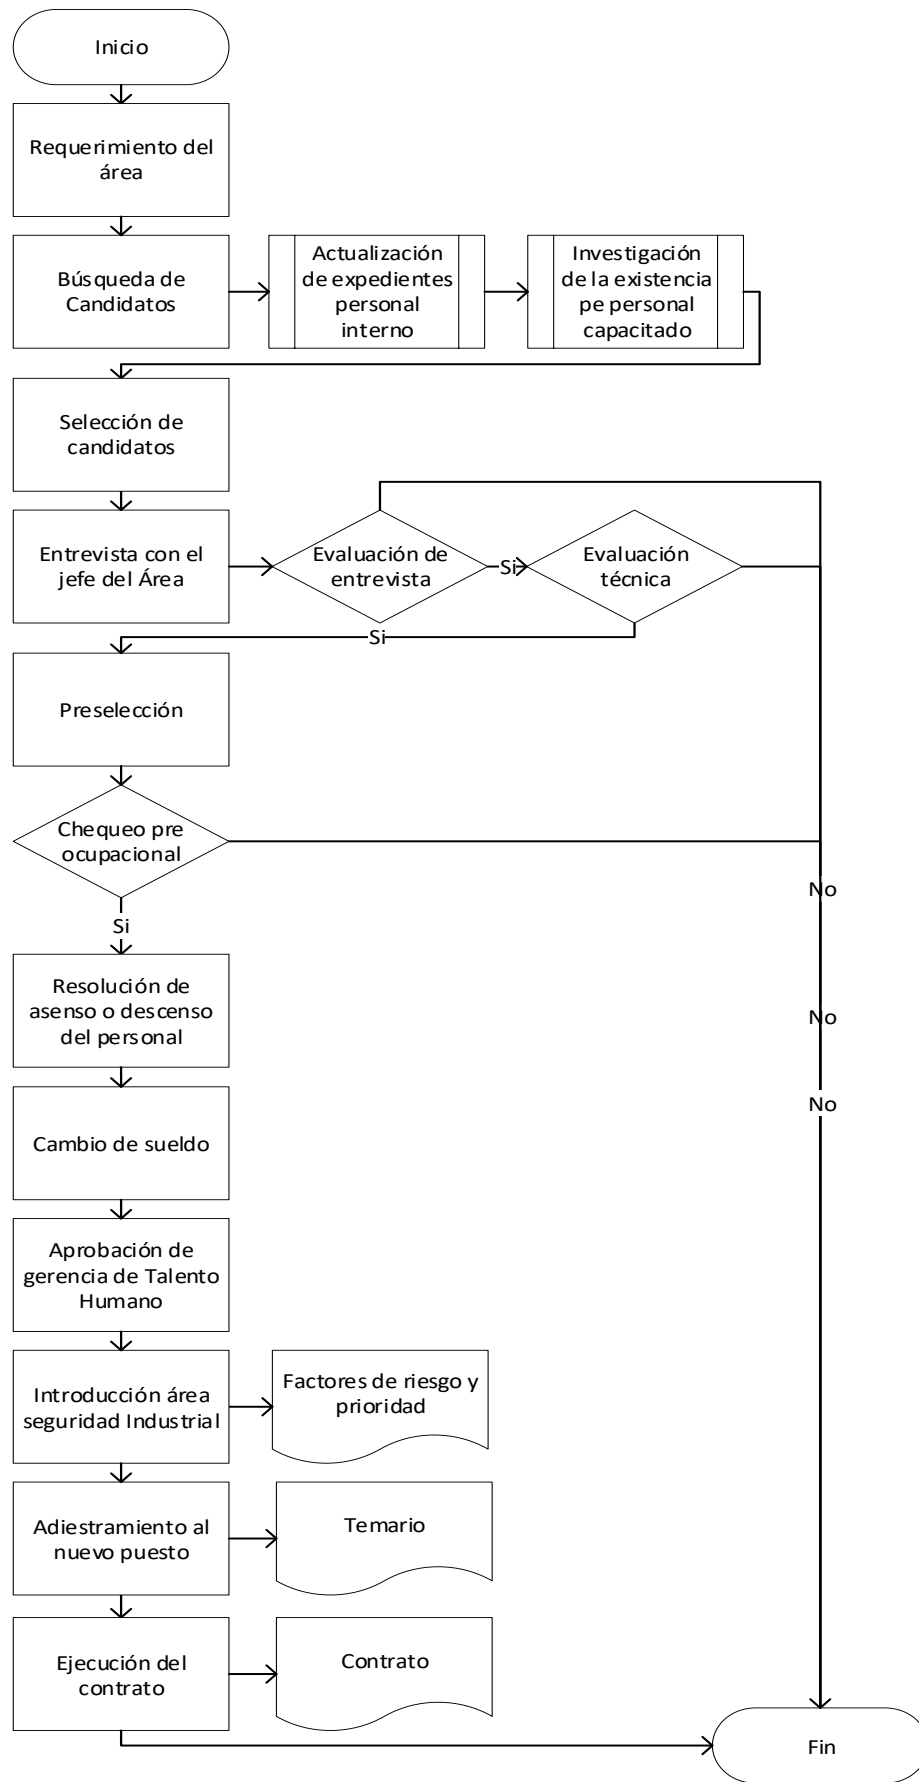 Inicio
Requerimiento del
área
Búsqueda de
Candidatos
Actualización
de expedientes
personal
interno
Investigación
de la existencia
pe personal
capacitado
Selección de
candidatos
Entrevista con el
jefe del Área
Evaluación de
entrevista
Si
Evaluación
técnica
Si
Preselección
Chequeo pre
ocupacional
No
Si
Resolución de
asenso o descenso
del personal
No
No
Cambio de sueldo
Aprobación de
gerencia de Talento
Humano
Introducción área
seguridad Industrial
Factores de riesgo y
prioridad
Adiestramiento al
nuevo puesto
Temario
Ejecución del
contrato
Contrato
Fin